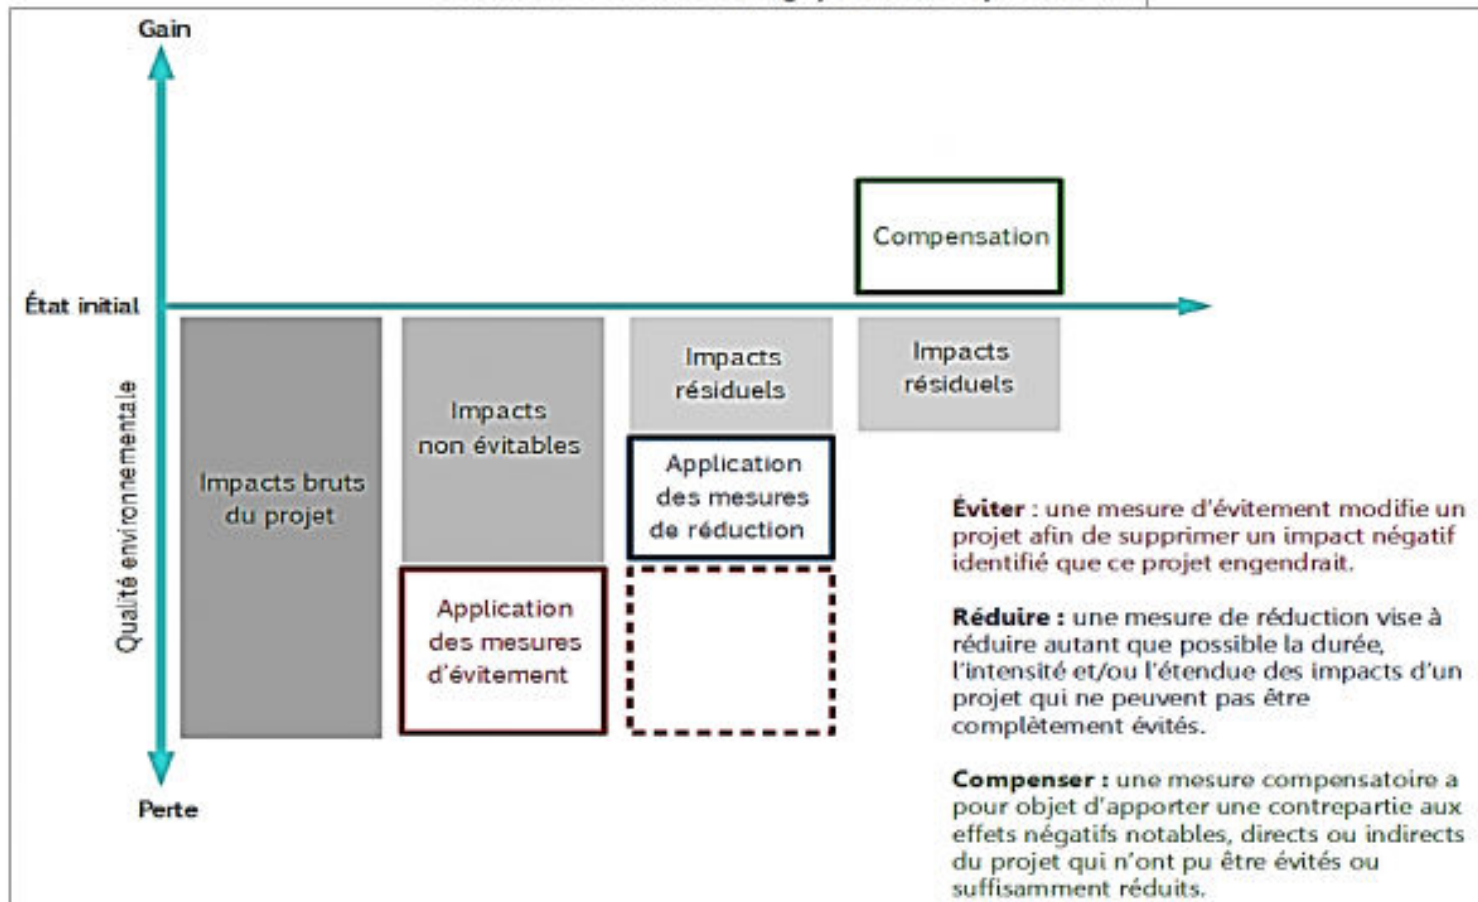 Gain
Compensation
État initial
Qualité environnementale
Impacts bruts
du projet
Impacts
non évitables
Application
des mesures
d'évitement
Impacts
résiduels
Application
des mesures
de réduction
Impacts
résiduels
Perte
Éviter : une mesure d'évitement modifie un
projet afin de supprimer un impact négatif
identifié que ce projet engendrait.
Réduire : une mesure de réduction vise à
réduire autant que possible la durée,
l'intensité et/ou l'étendue des impacts d'un
projet qui ne peuvent pas être
complètement évités.
Compenser : une mesure compensatoire a
pour objet d'apporter une contrepartie aux
effets négatifs notables, directs ou indirects
du projet qui n'ont pu être évités ou
suffisamment réduits.